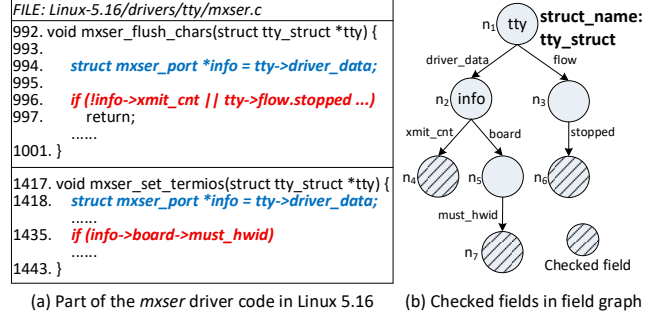 FILE: Linux-5.16/drivers/tty/mxser.c
992. void mxser_flush_chars(struct tty_struct *tty) {
993.
994. struct mxser_port *info = tty->driver_data;
995.
996. if (!info->xmit_cnt || tty->flow.stopped ...)
997. return;
......
1001. }
1417. void mxser_set_termios(struct tty_struct *tty) {
1418. struct mxser_port *info = tty->driver_data;
......
1435. if (info->board->must_hwid)
......
1443. }
(a) Part of the mxser driver code in Linux 5.16
n1 tty
struct_name:
tty_struct
driver_data flow
n2 info n3
xmit_cnt board stopped
n4 n5 n6
must_hwid
n7
Checked field
(b) Checked fields in field graph